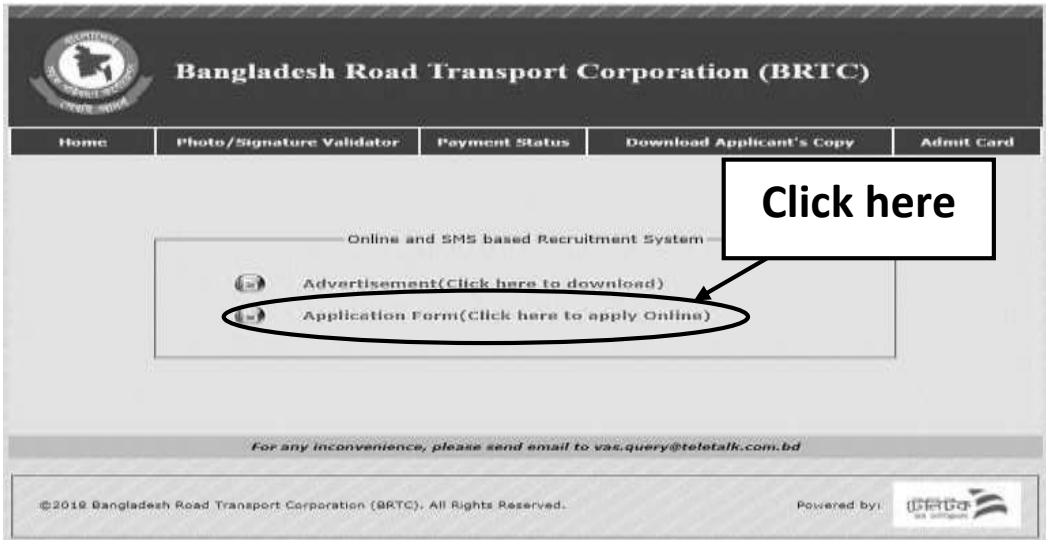 Bangladesh Road Transport Corporation (BRTC)
Home Photo/Signature Validator Payment Status Download Applicant's Copy Admit Card
Click here
Online and SMS based Recruitment System
Advertisement(Click here to download)
Application Form(Click here to apply Online)
For any inconvenience, please send email to vas.query@teletalk.com.bd
©2018 Bangladesh Road Transport Corporation (BRTC). All Rights Reserved. Powered by: টেলিটক